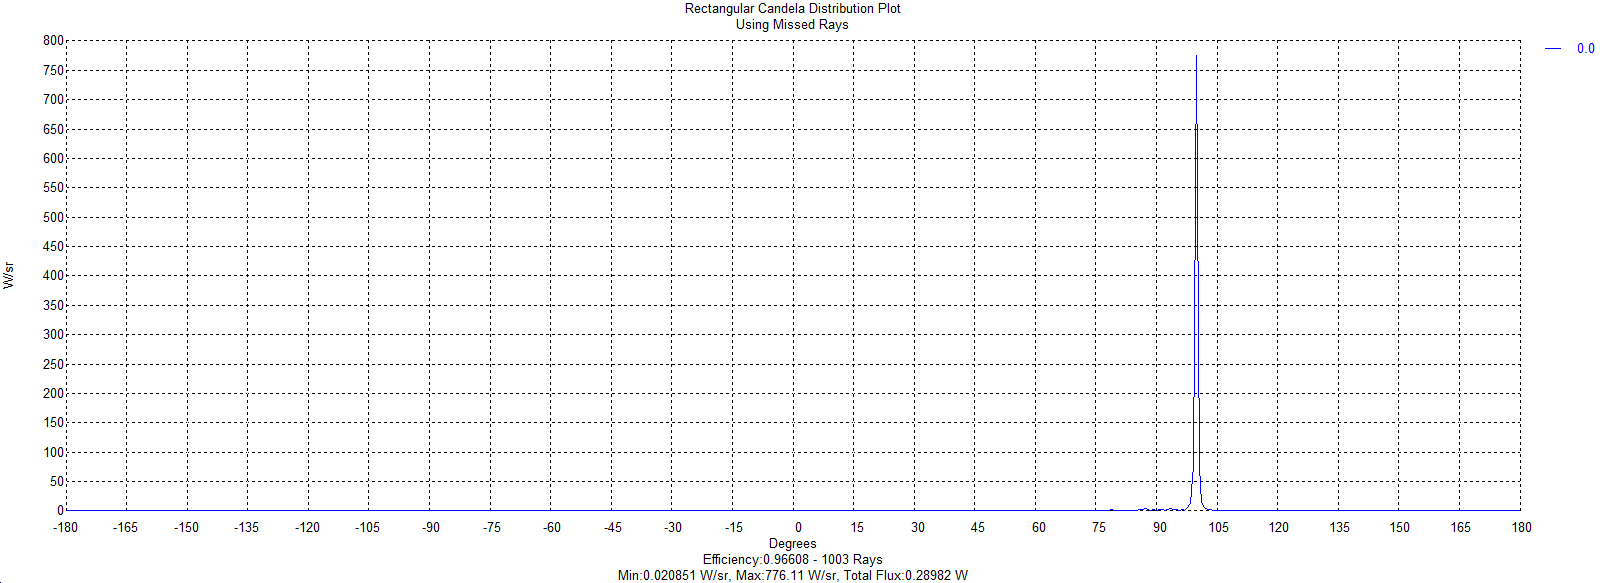 Rectangular Candela Distribution Plot
Using Missed Rays
0.0
800
750
700
650
600
550
500
450
400
350
300
250
200
150
100
50
0
W/sr
-180 -165 -150 -135 -120 -105 -90 -75 -60 -45 -30 -15 0 15 30 45 60 75 90 105 120 135 150 165 180
Degrees
Efficiency:0.96608 - 1003 Rays
Min:0.020851 W/sr, Max:776.11 W/sr, Total Flux:0.28982 W